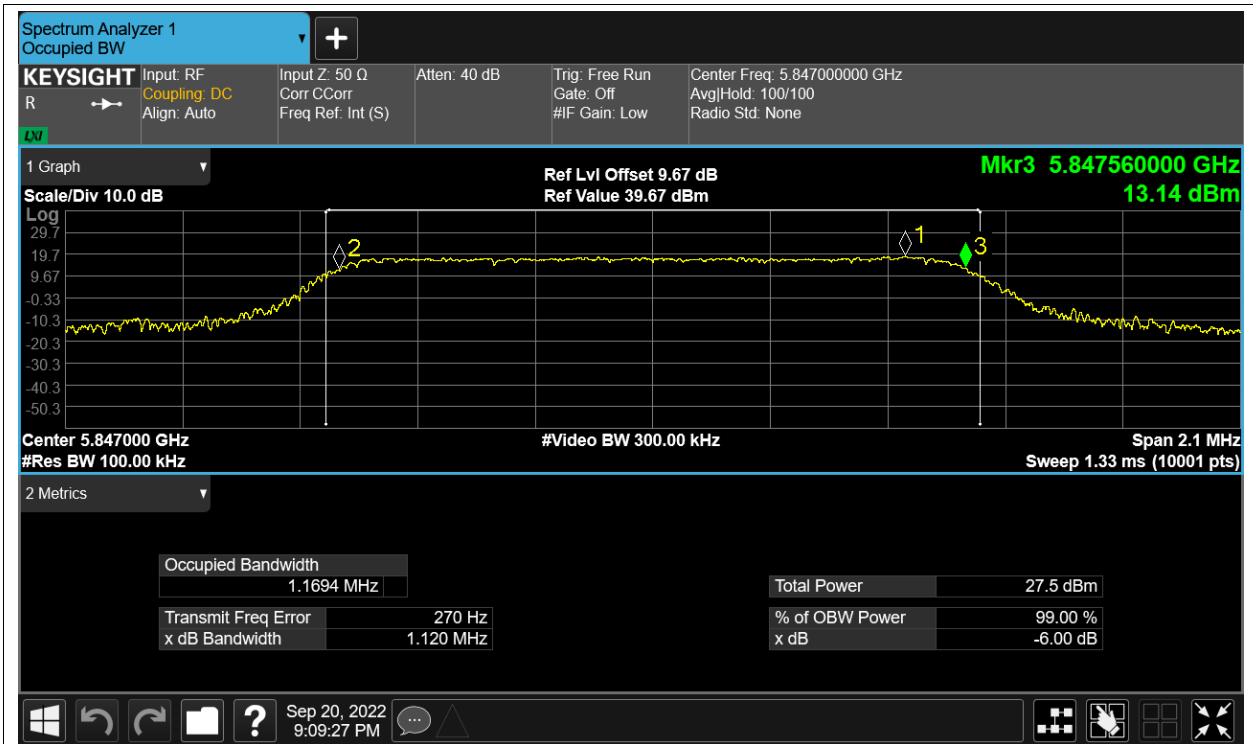 Spectrum Analyzer 1
Occupied BW
KEYSIGHT
R
LXI
Input: RF
Coupling: DC
Align: Auto
Input Z: 50 Ω
Corr CCorr
Freq Ref: Int (S)
Atten: 40 dB
Trig: Free Run
Gate: Off
#IF Gain: Low
Center Freq: 5.847000000 GHz
Avg|Hold: 100/100
Radio Std: None
1 Graph
Scale/Div 10.0 dB
Ref Lvl Offset 9.67 dB
Ref Value 39.67 dBm
Mkr3 5.847560000 GHz
13.14 dBm
Log
29.7
19.7
9.67
-0.33
-10.3
-20.3
-30.3
-40.3
-50.3
2
1
3
Center 5.847000 GHz
#Video BW 300.00 kHz
Span 2.1 MHz
#Res BW 100.00 kHz
Sweep 1.33 ms (10001 pts)
2 Metrics
Occupied Bandwidth
1.1694 MHz
Transmit Freq Error 270 Hz
x dB Bandwidth 1.120 MHz
Total Power 27.5 dBm
% of OBW Power 99.00 %
x dB -6.00 dB
?
Sep 20, 2022
9:09:27 PM